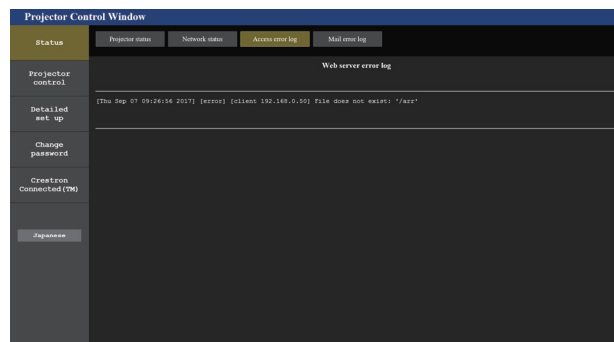 Projector Control Window
Status
Projector status
Network status
Access error log
Mail error log
Projector
control
Detailed
set up
Change
password
Crestron
Connected(TM)
Japanese
Web server error log
[Thu Sep 07 09:26:56 2017] [error] [client 192.168.0.50] File does not exist: '/arr'